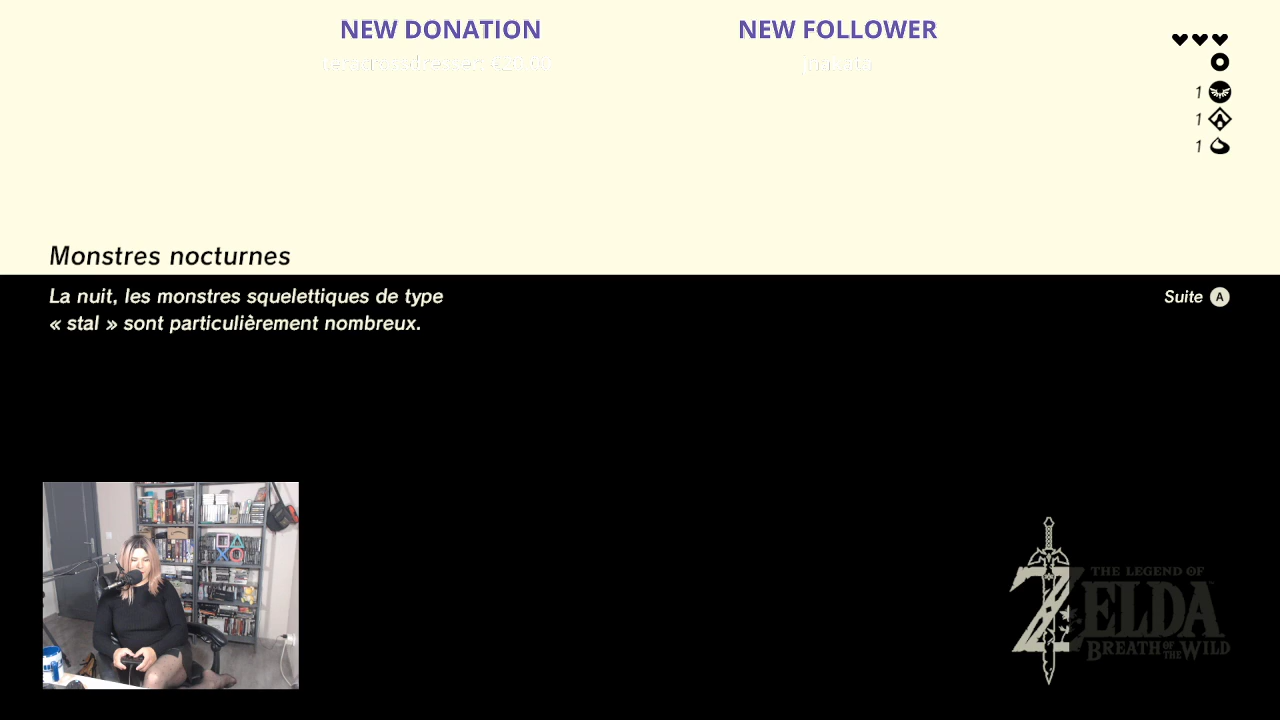 NEW DONATION
NEW FOLLOWER
1
1
1
Monstres nocturnes
La nuit, les monstres squelettiques de type
« stal » sont particulièrement nombreux.
Suite A
THE LEGEND OF
ZELDA
BREATH OF THE WILD